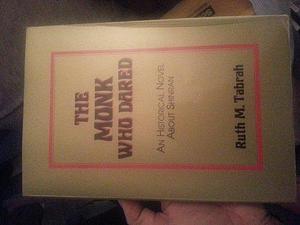 THE
MONK
WHO DARED
AN HISTORICAL NOVEL
ABOUT SHINRAN
Ruth M. Tabrah